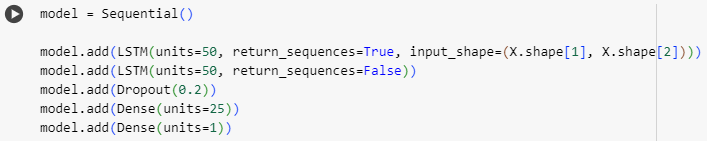 model = Sequential()
model.add(LSTM(units=50, return_sequences=True, input_shape=(X.shape[1], X.shape[2])))
model.add(LSTM(units=50, return_sequences=False))
model.add(Dropout(0.2))
model.add(Dense(units=25))
model.add(Dense(units=1))